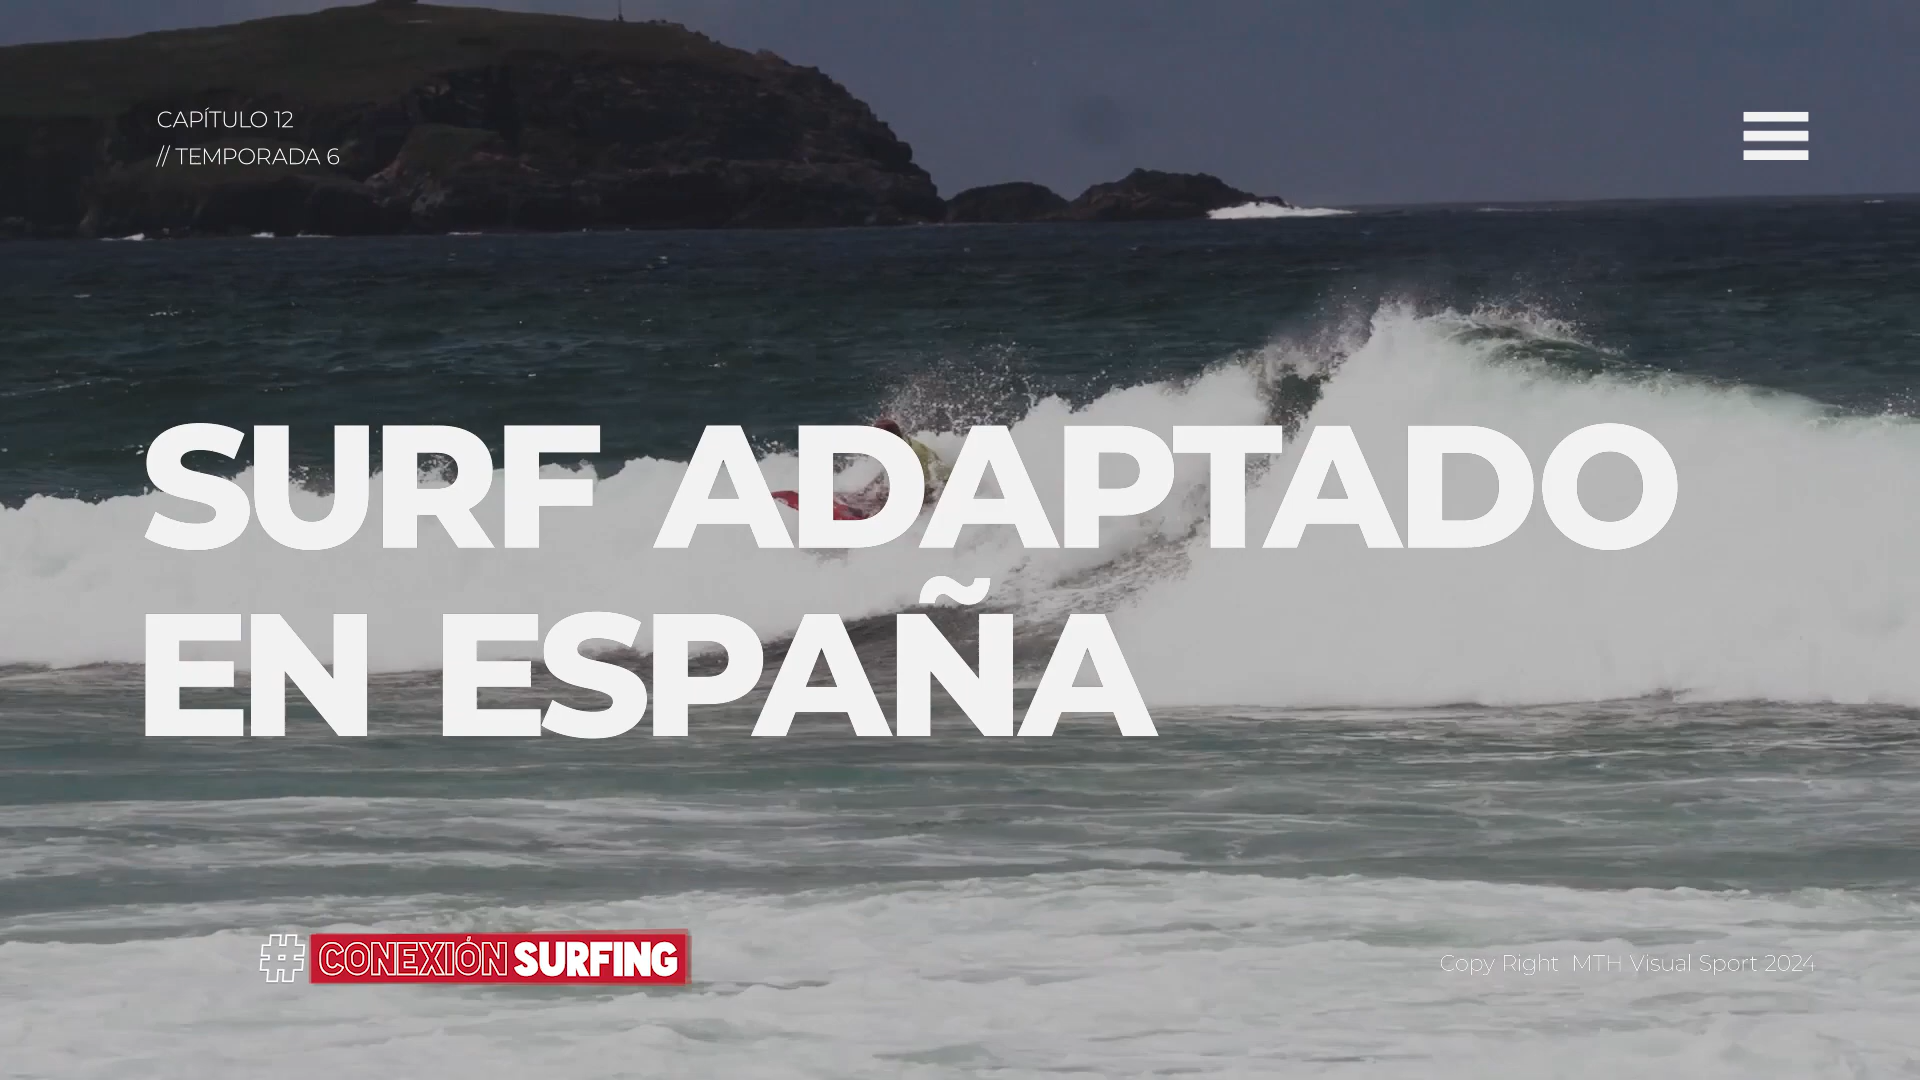 CAPÍTULO 12
// TEMPORADA 6
SURF ADAPTADO
EN ESPAÑA
# CONEXIÓN SURFING
Copy Right MTH Visual Sport 2024